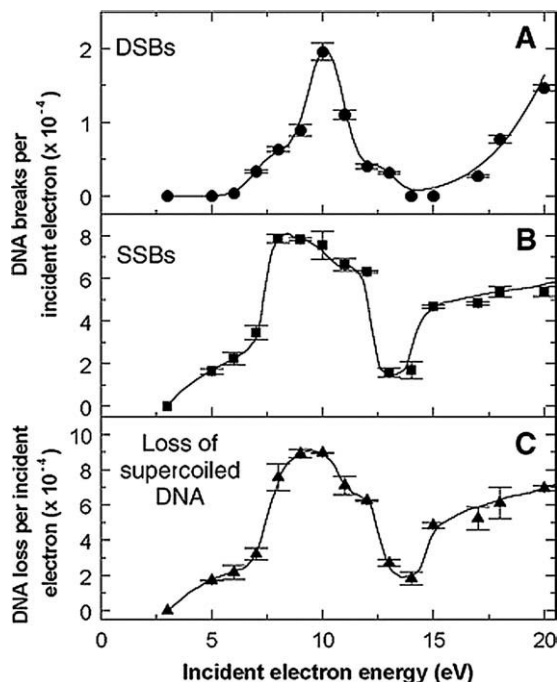 A
DSBs
2
1
0
B
SSBs
8
6
4
2
0
DNA breaks per
incident electron (x 10⁻⁴)
C
Loss of
supercoiled
DNA
10
8
6
4
2
0
DNA loss per incident
electron (x 10⁻⁴)
0 5 10 15 20
Incident electron energy (eV)